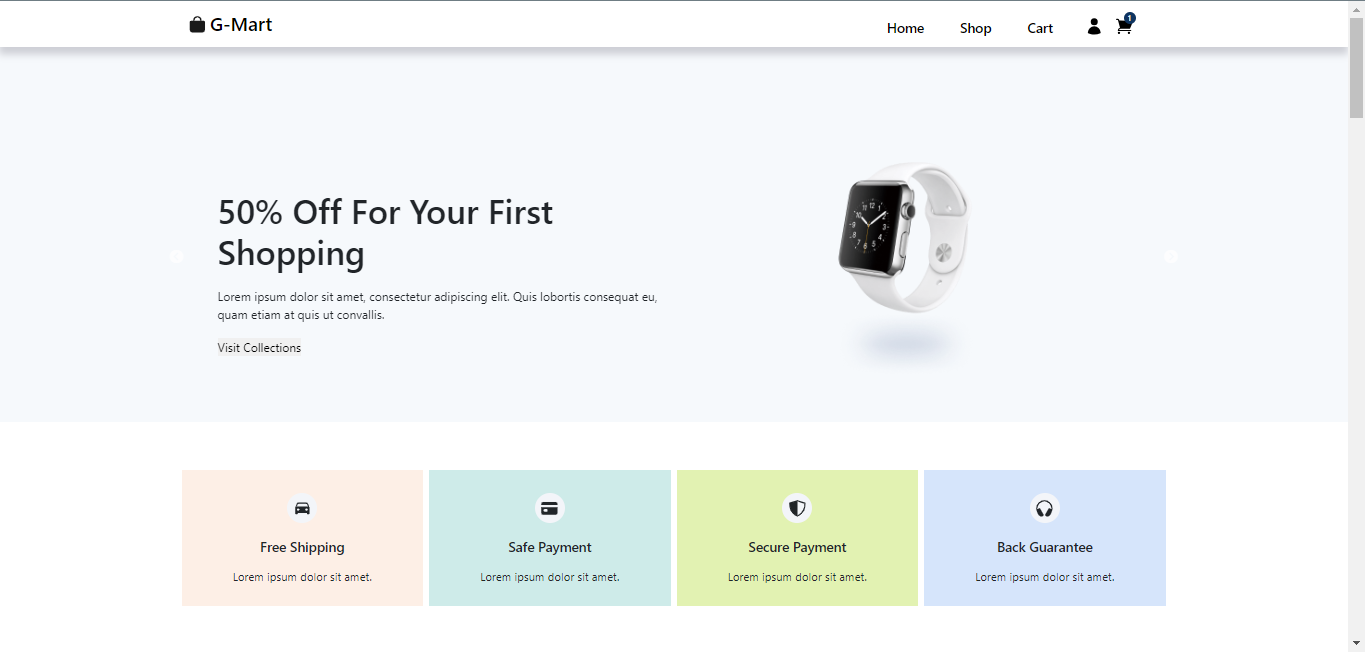 G-Mart
Home Shop Cart 1
50% Off For Your First
Shopping
Lorem ipsum dolor sit amet, consectetur adipiscing elit. Quis lobortis consequat eu,
quam etiam at quis ut convallis.
Visit Collections
Free Shipping
Lorem ipsum dolor sit amet.
Safe Payment
Lorem ipsum dolor sit amet.
Secure Payment
Lorem ipsum dolor sit amet.
Back Guarantee
Lorem ipsum dolor sit amet.